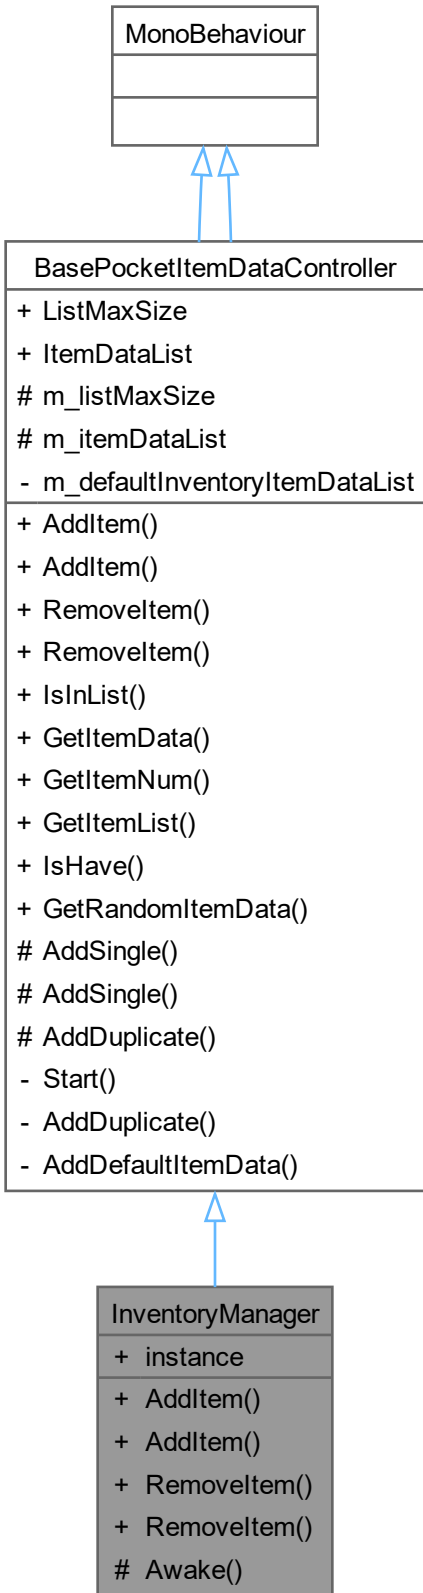 MonoBehaviour
BasePocketItemDataController
+ ListMaxSize
+ ItemDataList
# m_listMaxSize
# m_itemDataList
- m_defaultInventoryItemDataList
+ AddItem()
+ AddItem()
+ RemoveItem()
+ RemoveItem()
+ IsInList()
+ GetItemData()
+ GetItemNum()
+ GetItemList()
+ IsHave()
+ GetRandomItemData()
# AddSingle()
# AddSingle()
# AddDuplicate()
- Start()
- AddDuplicate()
- AddDefaultItemData()
InventoryManager
+ instance
+ AddItem()
+ AddItem()
+ RemoveItem()
+ RemoveItem()
# Awake()